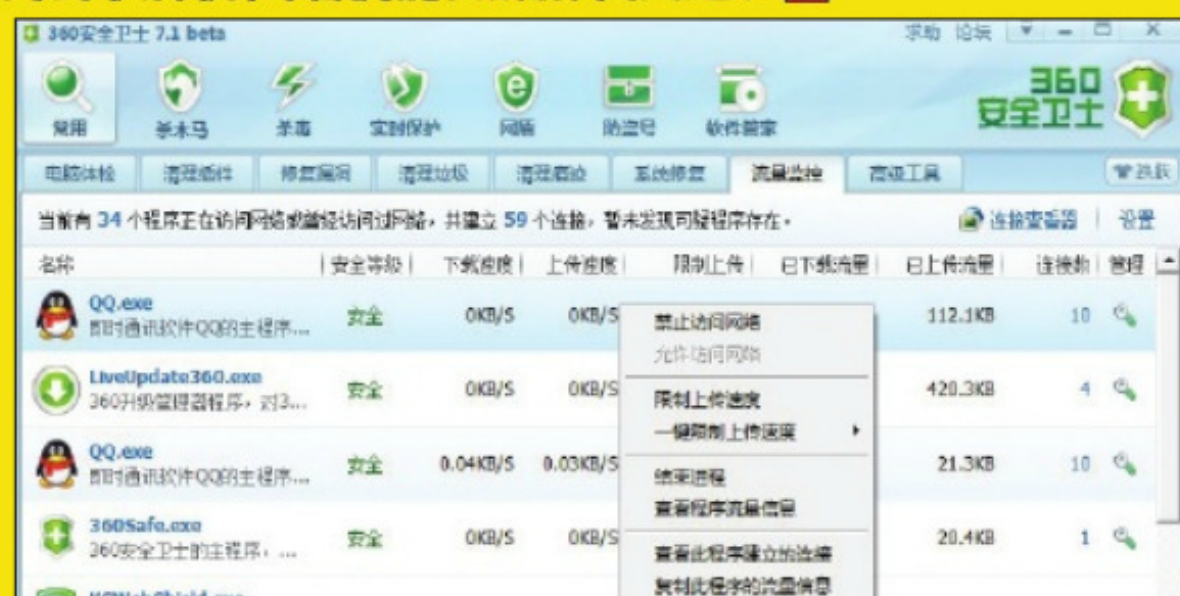 360安全卫士 7.1 beta
求助 论坛
常用 杀木马 杀毒 实时保护 网盾 防盗号 软件管家
360
安全卫士
电脑体检 清理插件 修复漏洞 清理垃圾 清理痕迹 系统修复 流量监控 高级工具
当前有 34 个程序正在访问网络或曾经访问过网络，共建立 59 个连接，暂未发现可疑程序存在。 连接查看器 设置
名称 安全等级 下载速度 上传速度 限制上传 已下载流量 已上传流量 连接数 管理
QQ.exe
即时通讯软件QQ的主程序... 安全 0KB/S 0KB/S 112.1KB 10
禁止访问网络
允许访问网络
LiveUpdate360.exe
360升级管理器程序，对3... 安全 0KB/S 0KB/S 420.3KB 4
限制上传速度
一键限制上传速度
QQ.exe
即时通讯软件QQ的主程序... 安全 0.04KB/S 0.03KB/S 21.3KB 10
结束进程
查看程序流量信息
360Safe.exe
360安全卫士的主程序，... 安全 0KB/S 0KB/S 20.4KB 1
查看此程序建立的连接
复制此程序的流量信息